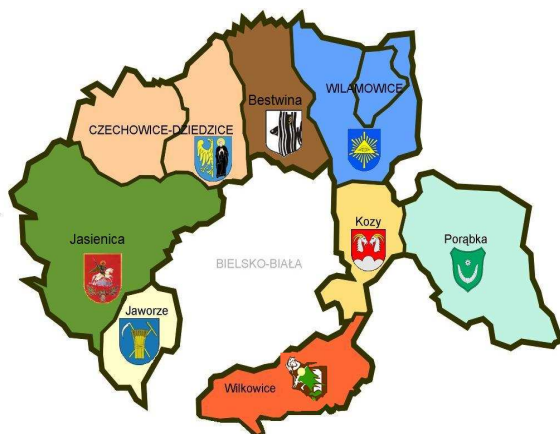 Bestwina
WILAMOWICE
CZECHOWICE-DZIEDZICE
Kozy
Jasienica
Porąbka
BIELSKO-BIAŁA
Jaworze
Wilkowice